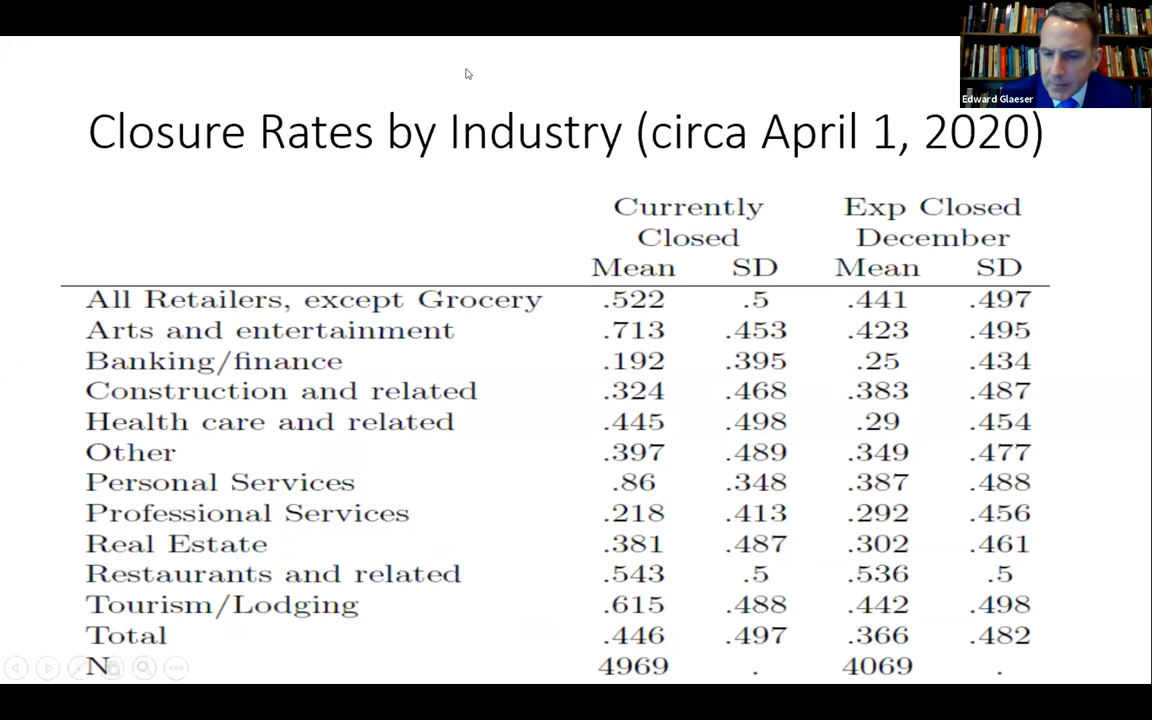 Edward Glaeser
Closure Rates by Industry (circa April 1, 2020)
Currently Exp Closed
Closed December
Mean SD Mean SD
All Retailers, except Grocery .522 .5 .441 .497
Arts and entertainment .713 .453 .423 .495
Banking/finance .192 .395 .25 .434
Construction and related .324 .468 .383 .487
Health care and related .445 .498 .29 .454
Other .397 .489 .349 .477
Personal Services .86 .348 .387 .488
Professional Services .218 .413 .292 .456
Real Estate .381 .487 .302 .461
Restaurants and related .543 .5 .536 .5
Tourism/Lodging .615 .488 .442 .498
Total .446 .497 .366 .482
N 4969 . 4069 .